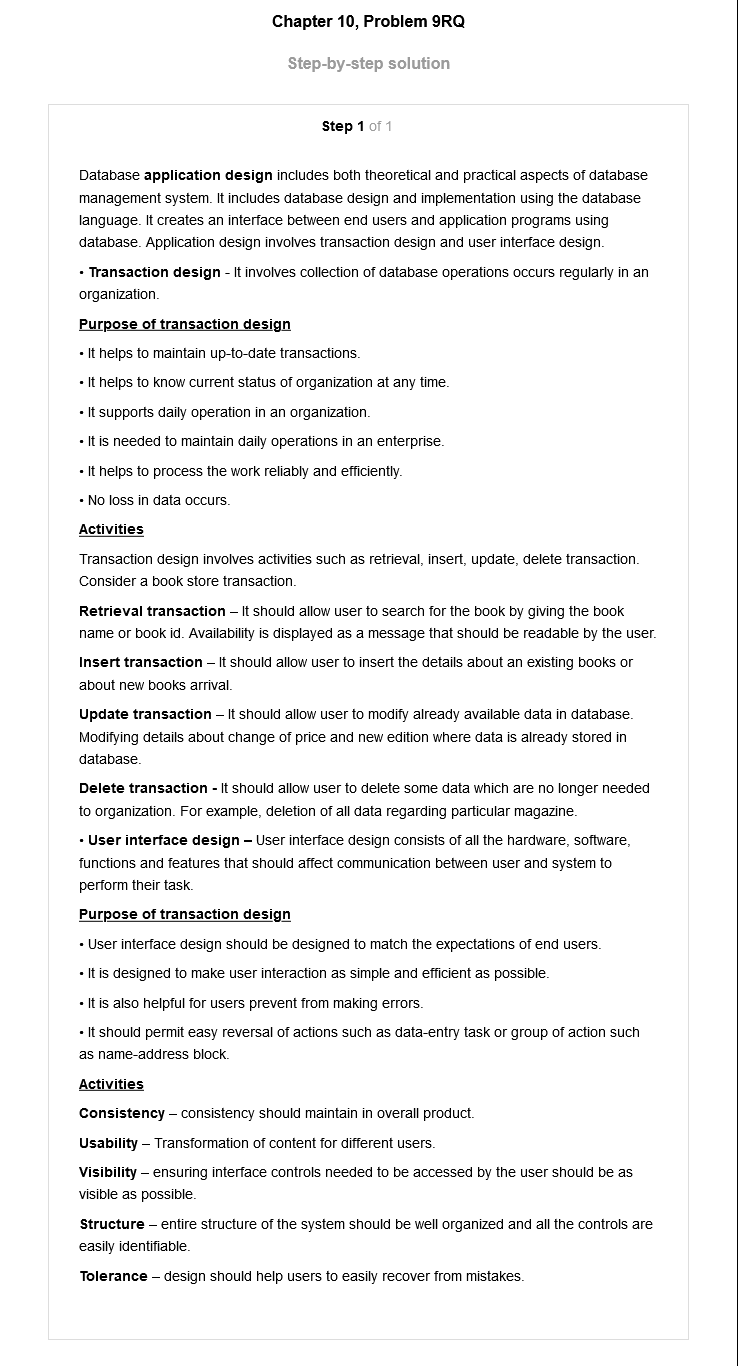 Chapter 10, Problem 9RQ
Step-by-step solution
Step 1 of 1
Database application design includes both theoretical and practical aspects of database
management system. It includes database design and implementation using the database
language. It creates an interface between end users and application programs using
database. Application design involves transaction design and user interface design.
• Transaction design - It involves collection of database operations occurs regularly in an
organization.
Purpose of transaction design
• It helps to maintain up-to-date transactions.
• It helps to know current status of organization at any time.
• It supports daily operation in an organization.
• It is needed to maintain daily operations in an enterprise.
• It helps to process the work reliably and efficiently.
• No loss in data occurs.
Activities
Transaction design involves activities such as retrieval, insert, update, delete transaction.
Consider a book store transaction.
Retrieval transaction – It should allow user to search for the book by giving the book
name or book id. Availability is displayed as a message that should be readable by the user.
Insert transaction – It should allow user to insert the details about an existing books or
about new books arrival.
Update transaction – It should allow user to modify already available data in database.
Modifying details about change of price and new edition where data is already stored in
database.
Delete transaction - It should allow user to delete some data which are no longer needed
to organization. For example, deletion of all data regarding particular magazine.
• User interface design – User interface design consists of all the hardware, software,
functions and features that should affect communication between user and system to
perform their task.
Purpose of transaction design
• User interface design should be designed to match the expectations of end users.
• It is designed to make user interaction as simple and efficient as possible.
• It is also helpful for users prevent from making errors.
• It should permit easy reversal of actions such as data-entry task or group of action such
as name-address block.
Activities
Consistency – consistency should maintain in overall product.
Usability – Transformation of content for different users.
Visibility – ensuring interface controls needed to be accessed by the user should be as
visible as possible.
Structure – entire structure of the system should be well organized and all the controls are
easily identifiable.
Tolerance – design should help users to easily recover from mistakes.